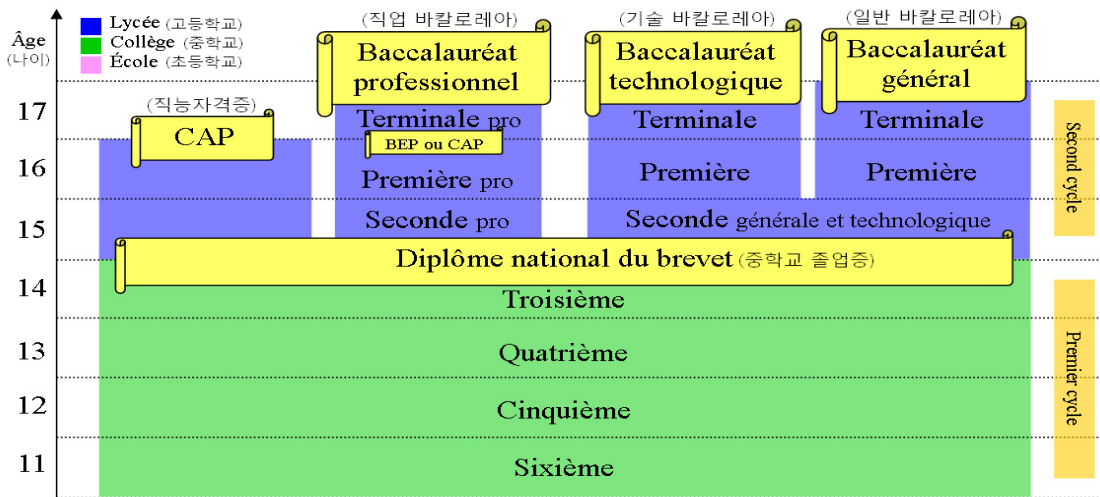 Lycée (고등학교)
Collège (중학교)
École (초등학교)
Âge
(나이)
(직업 바칼로레아)
(기술 바칼로레아)
(일반 바칼로레아)
Baccalauréat
professionnel
Baccalauréat
technologique
Baccalauréat
général
17
(직능자격증)
CAP
Terminale pro
Terminale
Terminale
BEP ou CAP
16
Première pro
Première
Première
15
Seconde pro
Seconde générale et technologique
Second cycle
Diplôme national du brevet (중학교 졸업증)
14
Troisième
13
Quatrième
12
Cinquième
11
Sixième
Premier cycle